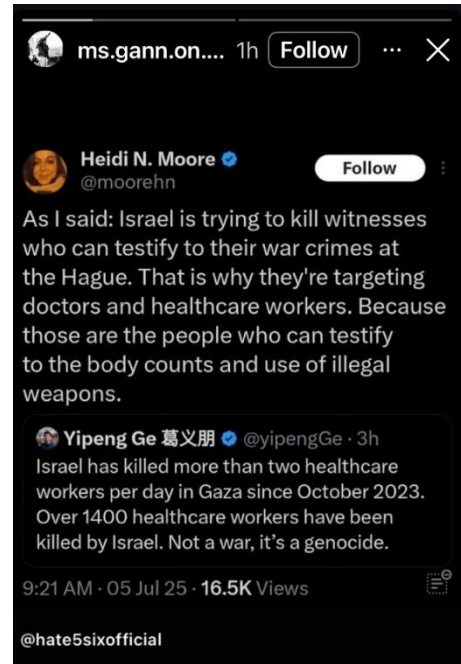 ms.gann.on.... 1h Follow ... X
Heidi N. Moore
@moorehn
Follow
As I said: Israel is trying to kill witnesses
who can testify to their war crimes at
the Hague. That is why they're targeting
doctors and healthcare workers. Because
those are the people who can testify
to the body counts and use of illegal
weapons.
Yipeng Ge 葛义朋 @yipengGe · 3h
Israel has killed more than two healthcare
workers per day in Gaza since October 2023.
Over 1400 healthcare workers have been
killed by Israel. Not a war, it's a genocide.
9:21 AM · 05 Jul 25 · 16.5K Views
@hate5sixofficial